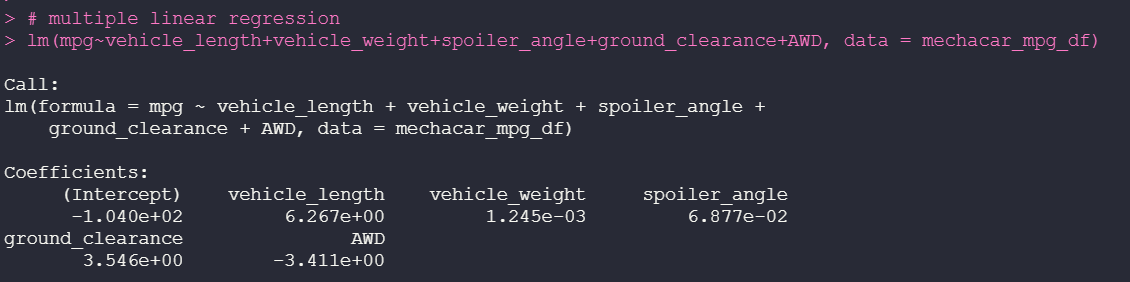 > # multiple linear regression
> lm(mpg~vehicle_length+vehicle_weight+spoiler_angle+ground_clearance+AWD, data = mechacar_mpg_df)
Call:
lm(formula = mpg ~ vehicle_length + vehicle_weight + spoiler_angle +
    ground_clearance + AWD, data = mechacar_mpg_df)
Coefficients:
     (Intercept)    vehicle_length    vehicle_weight     spoiler_angle
      -1.040e+02         6.267e+00         1.245e-03         6.877e-02
ground_clearance               AWD
       3.546e+00        -3.411e+00